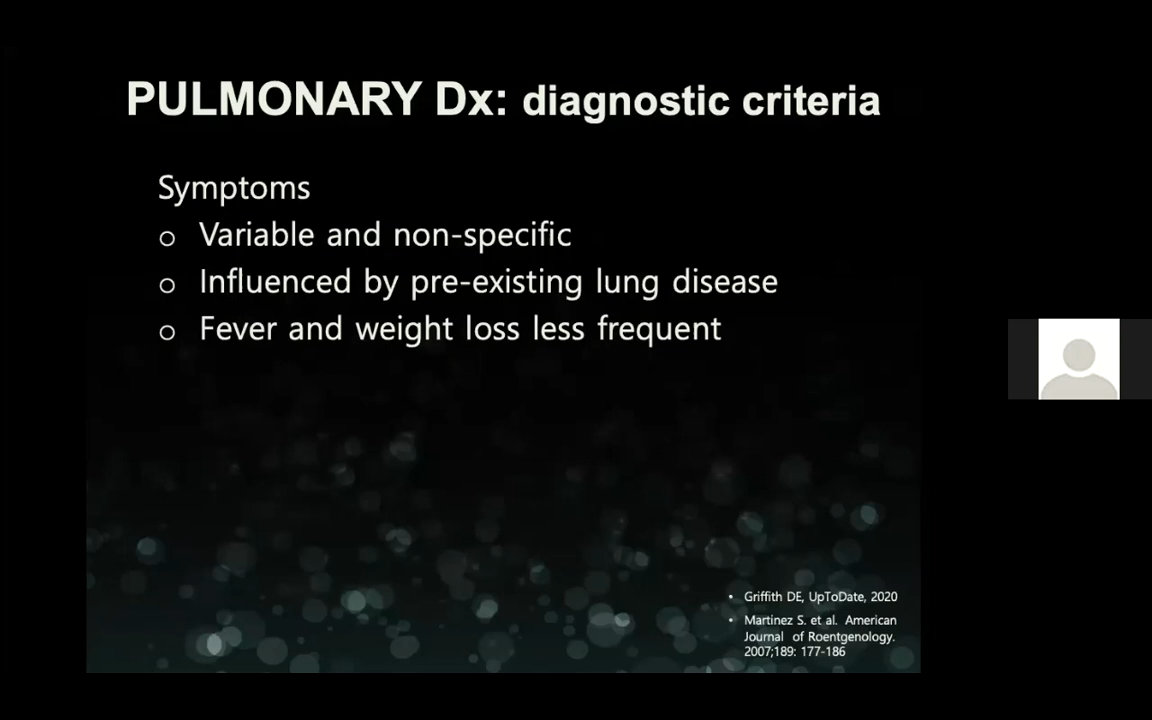 PULMONARY Dx: diagnostic criteria
Symptoms
o Variable and non-specific
o Influenced by pre-existing lung disease
o Fever and weight loss less frequent
• Griffith DE, UpToDate, 2020
• Martinez S. et al. American
Journal of Roentgenology.
2007;189: 177-186